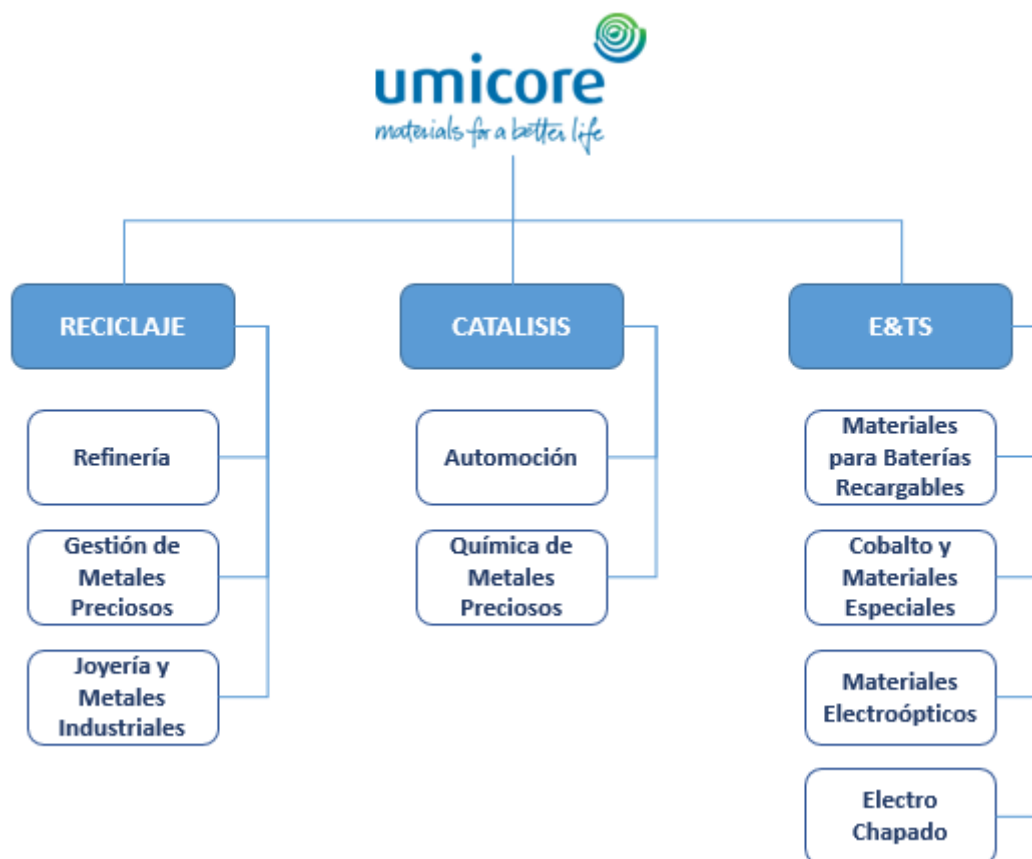 umicore
materials for a better life
RECICLAJE
CATALISIS
E&TS
Refinería
Gestión de
Metales
Preciosos
Joyería y
Metales
Industriales
Automoción
Química de
Metales
Preciosos
Materiales
para Baterías
Recargables
Cobalto y
Materiales
Especiales
Materiales
Electroópticos
Electro
Chapado